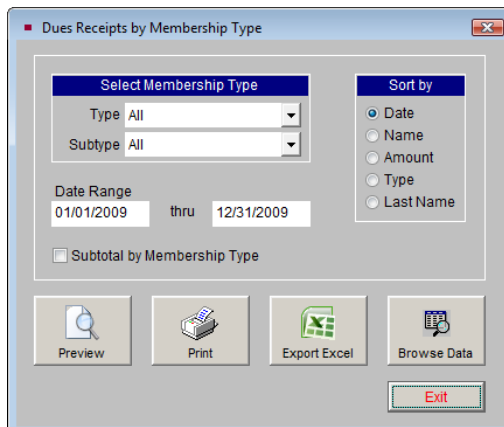 Dues Receipts by Membership Type
Select Membership Type
Type All
Subtype All
Date Range
01/01/2009 thru 12/31/2009
Subtotal by Membership Type
Sort by
Date
Name
Amount
Type
Last Name
Preview
Print
Export Excel
Browse Data
Exit